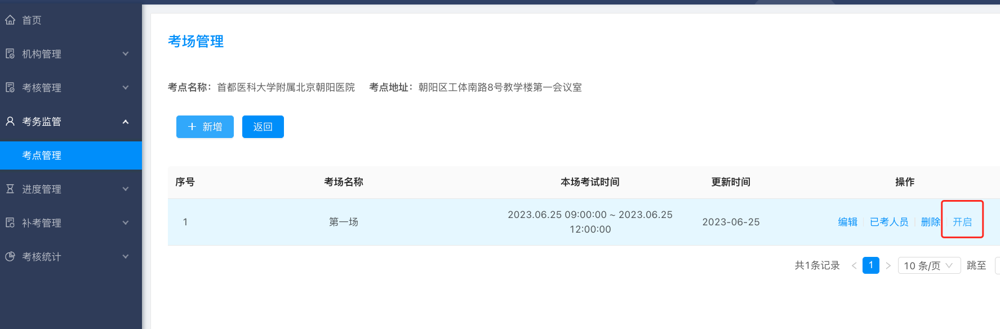 首页
机构管理
考核管理
考务监管
考点管理
进度管理
补考管理
考核统计
考场管理
考点名称：首都医科大学附属北京朝阳医院 考点地址：朝阳区工体南路8号教学楼第一会议室
+ 新增 返回
序号 考场名称 本场考试时间 更新时间 操作
1 第一场 2023.06.25 09:00:00 ~ 2023.06.25 12:00:00 2023-06-25 编辑 已考人员 删除 开启
共1条记录 < 1 > 10 条/页 跳至